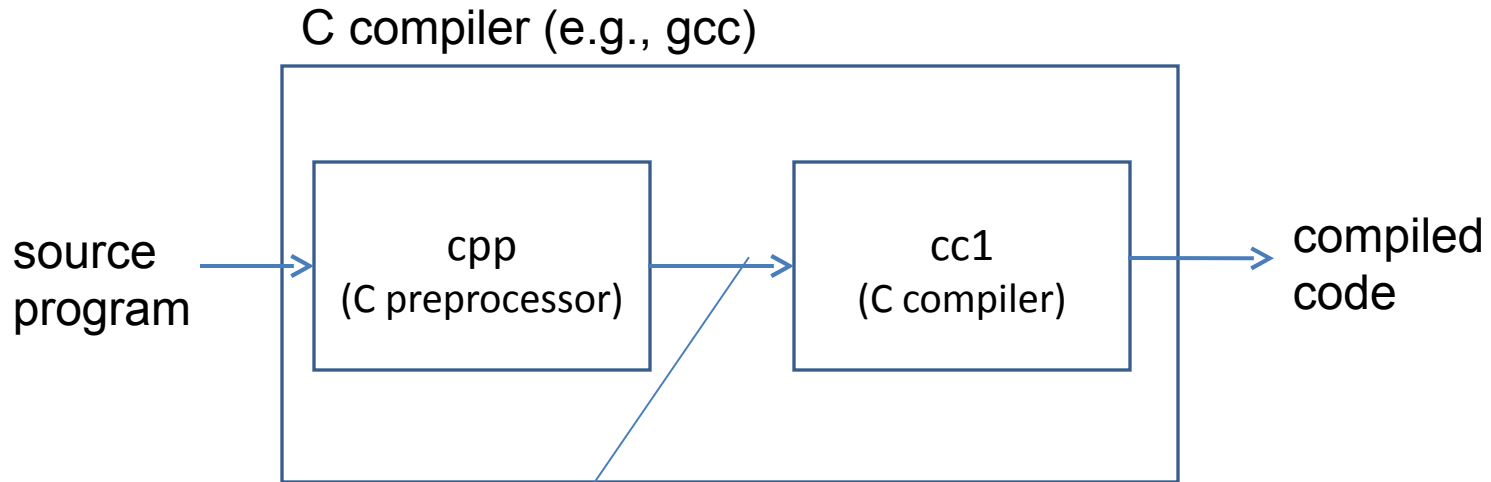 C compiler (e.g., gcc)
source
program
cpp
(C preprocessor)
cc1
(C compiler)
compiled
code